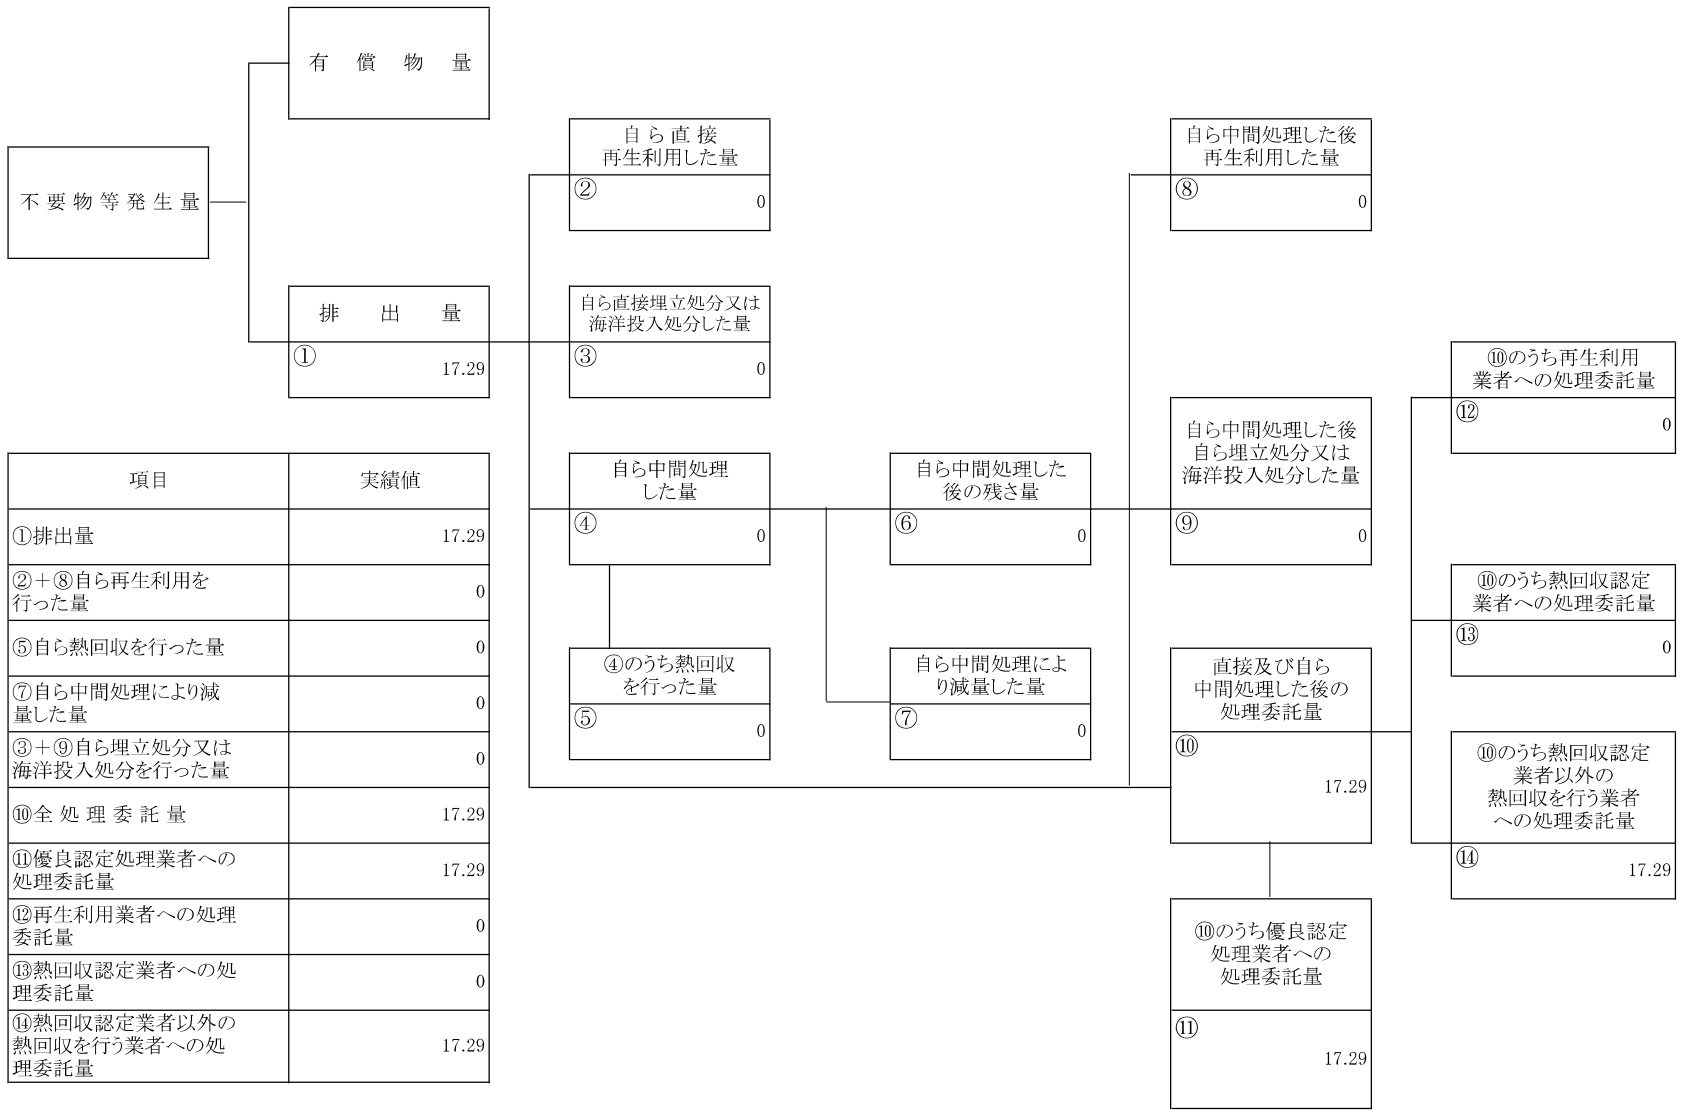 有償物量
不要物等発生量
排出量
①
17.29
自ら直接
再生利用した量
②
0
自ら直接埋立処分又は
海洋投入処分した量
③
0
自ら中間処理
した量
④
0
④のうち熱回収
を行った量
⑤
0
自ら中間処理した
後の残さ量
⑥
0
自ら中間処理によ
り減量した量
⑦
0
自ら中間処理した後
再生利用した量
⑧
0
自ら中間処理した後
自ら埋立処分又は
海洋投入処分した量
⑨
0
直接及び自ら
中間処理した後の
処理委託量
⑩
17.29
⑩のうち優良認定
処理業者への
処理委託量
⑪
17.29
⑩のうち再生利用
業者への処理委託量
⑫
0
⑩のうち熱回収認定
業者への処理委託量
⑬
0
⑩のうち熱回収認定
業者以外の
熱回収を行う業者
への処理委託量
⑭
17.29
項目 実績値
①排出量 17.29
②＋⑧自ら再生利用を
行った量 0
⑤自ら熱回収を行った量 0
⑦自ら中間処理により減
量した量 0
③＋⑨自ら埋立処分又は
海洋投入処分を行った量 0
⑩全処理委託量 17.29
⑪優良認定処理業者への
処理委託量 17.29
⑫再生利用業者への処理
委託量 0
⑬熱回収認定業者への処
理委託量 0
⑭熱回収認定業者以外の
熱回収を行う業者への処
理委託量 17.29